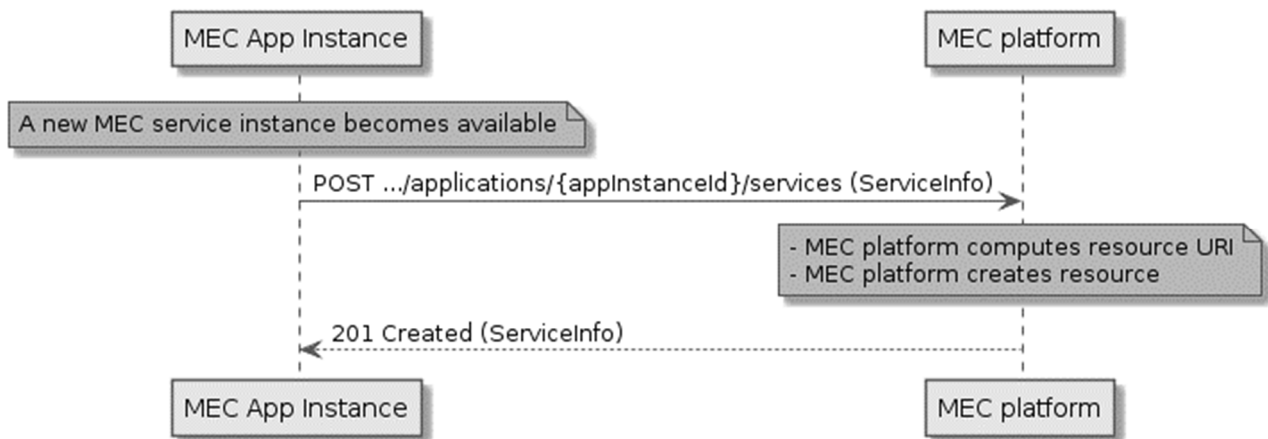 MEC App Instance
MEC platform
A new MEC service instance becomes available
POST .../applications/{appInstanceId}/services (ServiceInfo)
- MEC platform computes resource URI
- MEC platform creates resource
201 Created (ServiceInfo)
MEC App Instance
MEC platform